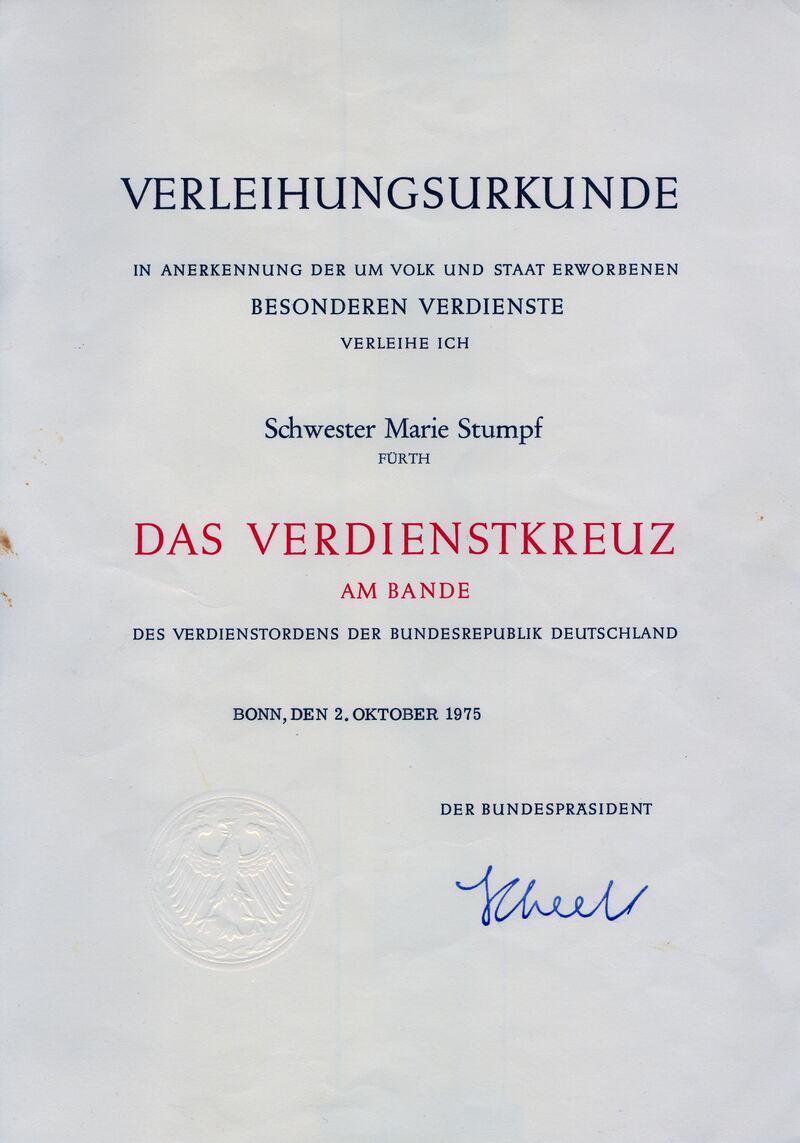 VERLEIHUNGSURKUNDE
IN ANERKENNUNG DER UM VOLK UND STAAT ERWORBENEN
BESONDEREN VERDIENSTE
VERLEIHE ICH
Schwester Marie Stumpf
FÜRTH
DAS VERDIENSTKREUZ
AM BANDE
DES VERDIENSTORDENS DER BUNDESREPUBLIK DEUTSCHLAND
BONN, DEN 2. OKTOBER 1975
DER BUNDESPRÄSIDENT
Scheel